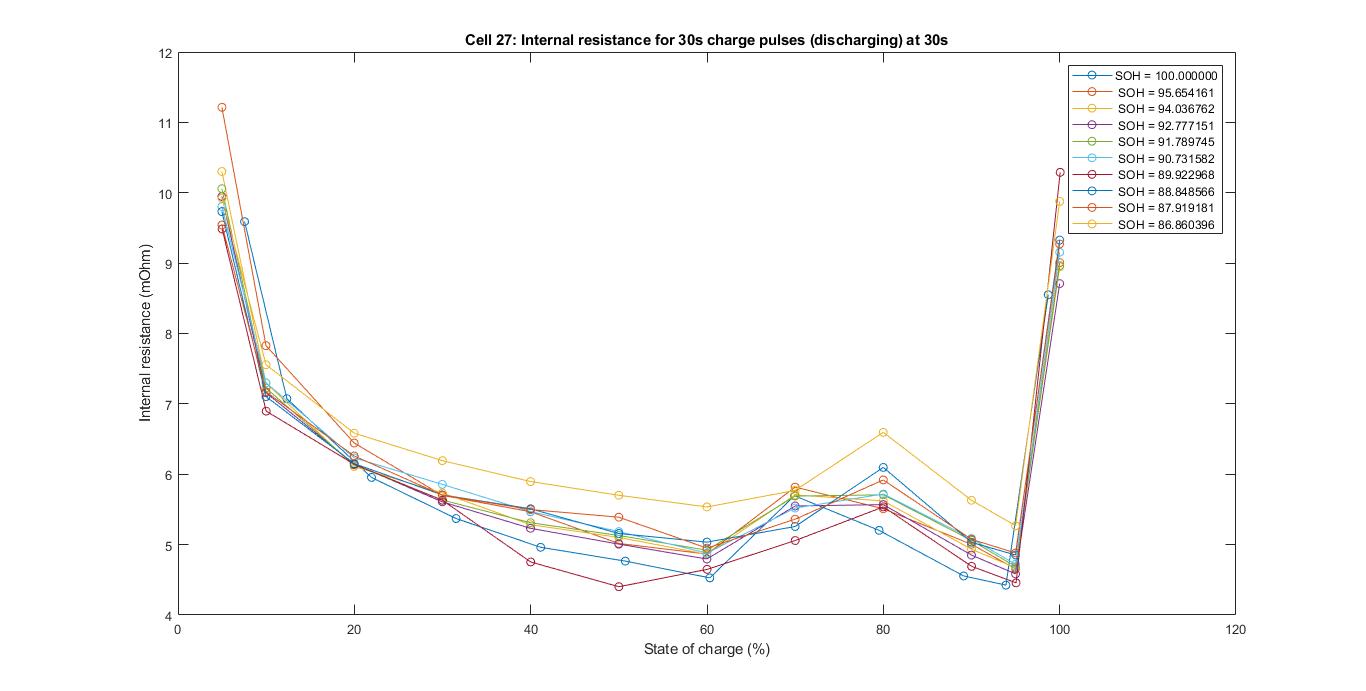 Cell 27: Internal resistance for 30s charge pulses (discharging) at 30s
12
11
10
9
8
7
6
5
4
Internal resistance (mOhm)
0 20 40 60 80 100 120
State of charge (%)
SOH = 100.000000
SOH = 95.654161
SOH = 94.036762
SOH = 92.777151
SOH = 91.789745
SOH = 90.731582
SOH = 89.922968
SOH = 88.848566
SOH = 87.919181
SOH = 86.860396